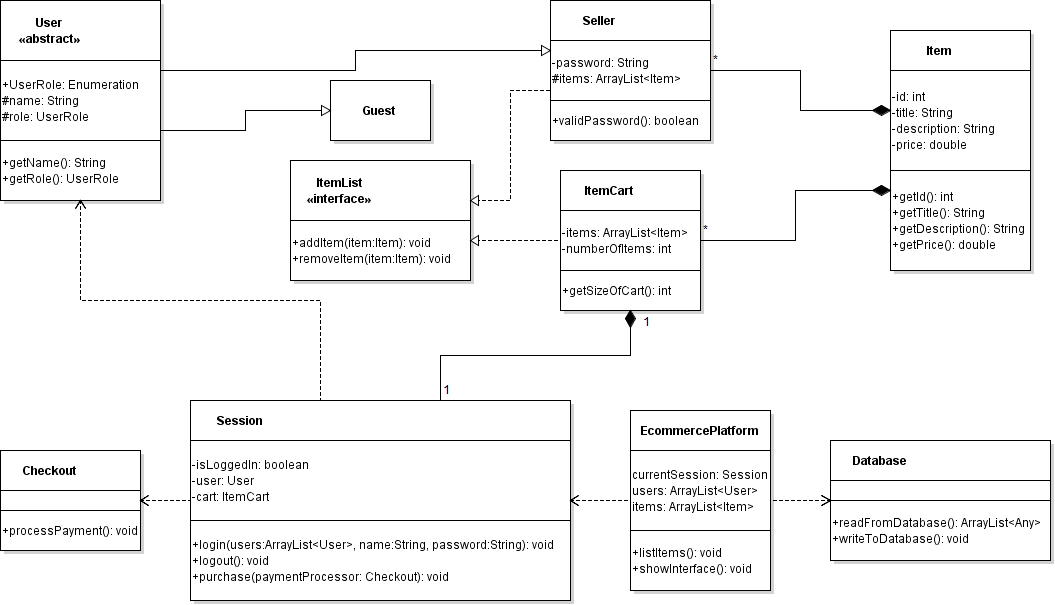 User
«abstract»
+UserRole: Enumeration
#name: String
#role: UserRole
+getName(): String
+getRole(): UserRole
Guest
Seller
-password: String
#items: ArrayList<Item>
+validPassword(): boolean
*
Item
-id: int
-title: String
-description: String
-price: double
+getId(): int
+getTitle(): String
+getDescription(): String
+getPrice(): double
ItemList
«interface»
+addItem(item:Item): void
+removeItem(item:Item): void
ItemCart
-items: ArrayList<Item>
-numberOfItems: int
+getSizeOfCart(): int
*
1
1
Session
-isLoggedIn: boolean
-user: User
-cart: ItemCart
+login(users:ArrayList<User>, name:String, password:String): void
+logout(): void
+purchase(paymentProcessor: Checkout): void
Checkout
+processPayment(): void
EcommercePlatform
currentSession: Session
users: ArrayList<User>
items: ArrayList<Item>
+listItems(): void
+showInterface(): void
Database
+readFromDatabase(): ArrayList<Any>
+writeToDatabase(): void